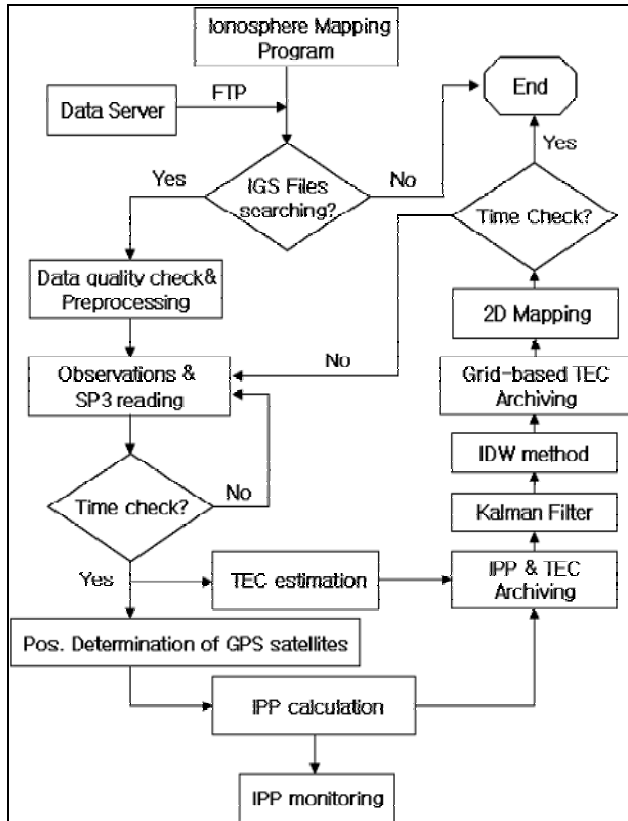 Ionosphere Mapping
Program
End
FTP
Data Server
Yes
Yes
IGS Files
searching?
No
Time Check?
Data quality check&
Preprocessing
2D Mapping
No
Observations &
SP3 reading
Grid-based TEC
Archiving
IDW method
Time check?
No
Kalman Filter
Yes
TEC estimation
IPP & TEC
Archiving
Pos. Determination of GPS satellites
IPP calculation
IPP monitoring